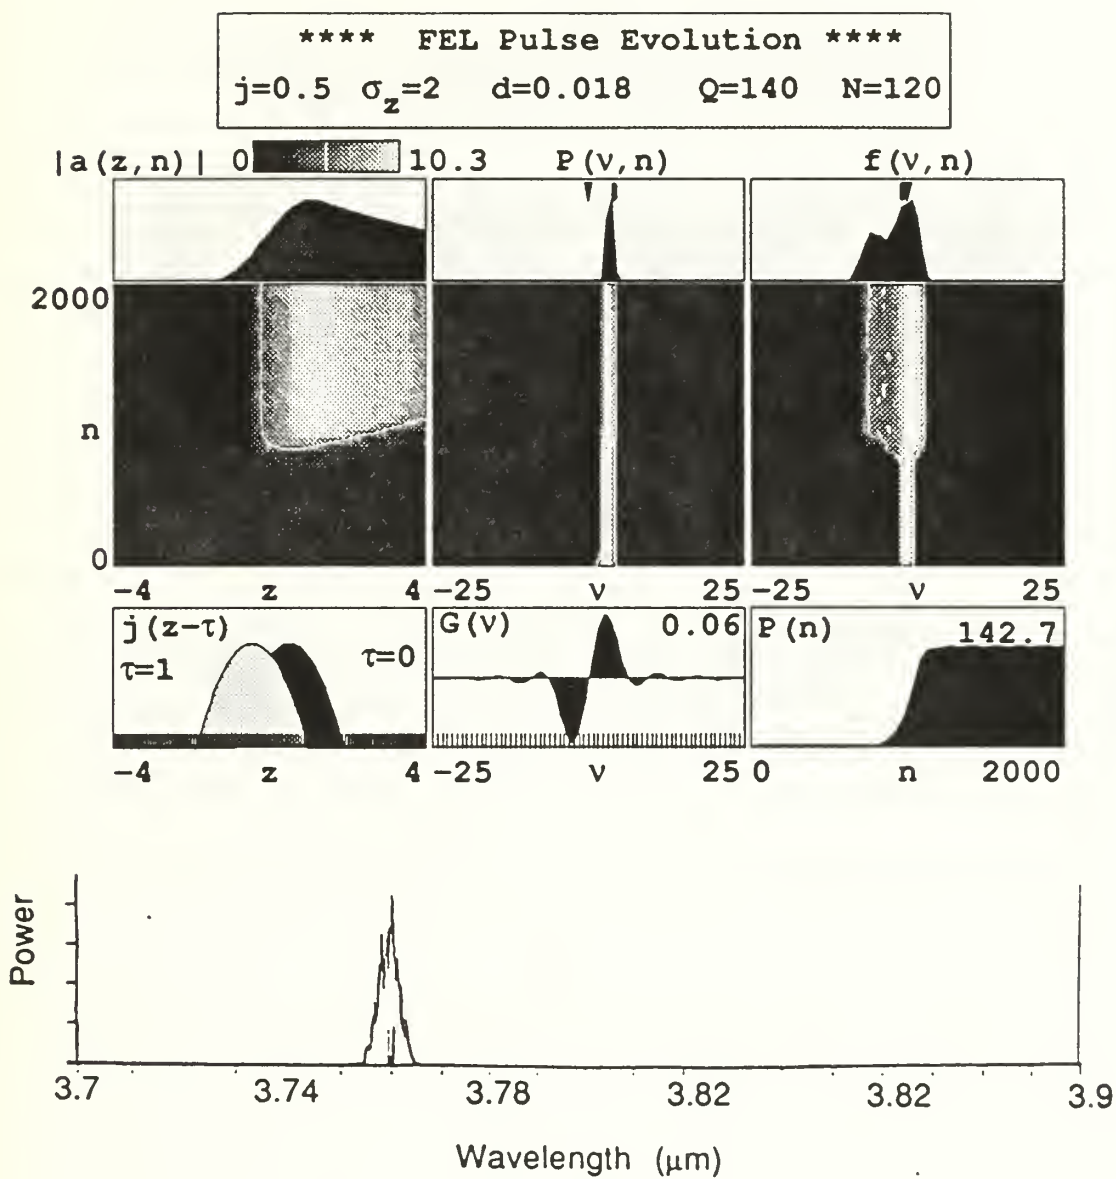 **** FEL Pulse Evolution ****
j=0.5 σz=2 d=0.018 Q=140 N=120
|a(z,n)| 0 10.3 P(ν,n) f(ν,n)
2000
n
0
-4 z 4 -25 ν 25 -25 ν 25
j(z-τ) G(ν) 0.06 P(n) 142.7
τ=1 τ=0
-4 z 4 -25 ν 25 0 n 2000
Power
3.7 3.74 3.78 3.82 3.82 3.9
Wavelength (μm)